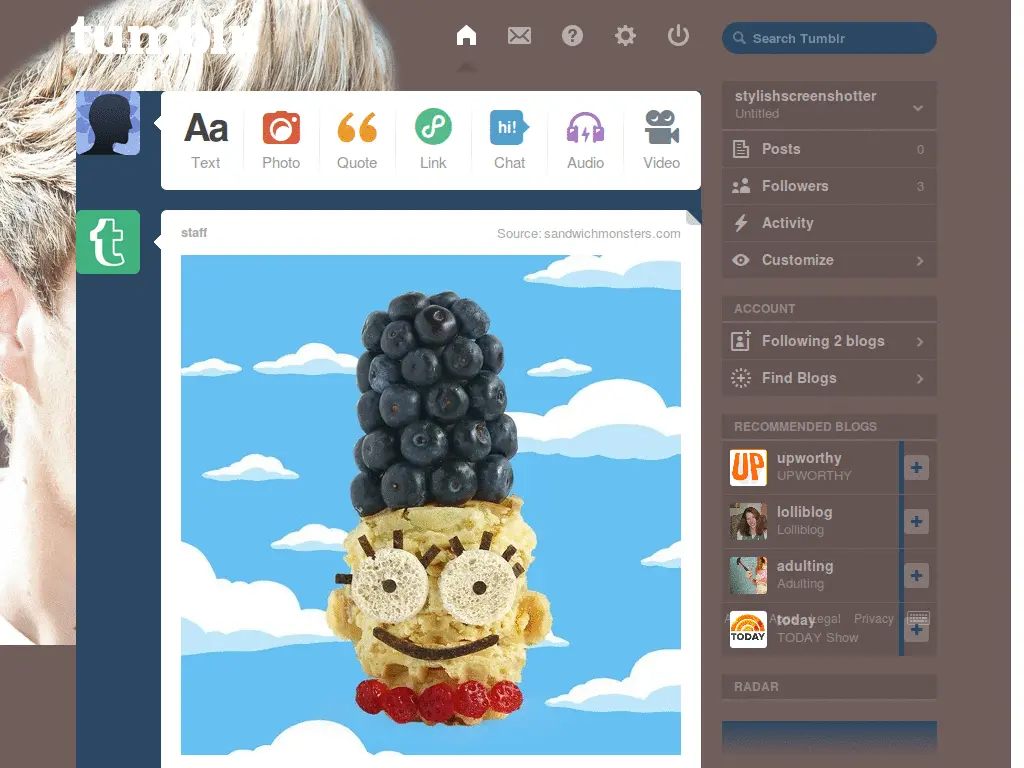 tumblr.
Search Tumblr
Aa
hi!
Text
Photo
Quote
Link
Chat
Audio
Video
stylishscreenshotter
Untitled
Posts 0
Followers 3
Activity
Customize
t
staff
Source: sandwichmonsters.com
ACCOUNT
Following 2 blogs
Find Blogs
RECOMMENDED BLOGS
UP
upworthy
UPWORTHY
lolliblog
Lolliblog
adulting
Adulting
TODAY
today
Legal Privacy
TODAY Show
RADAR